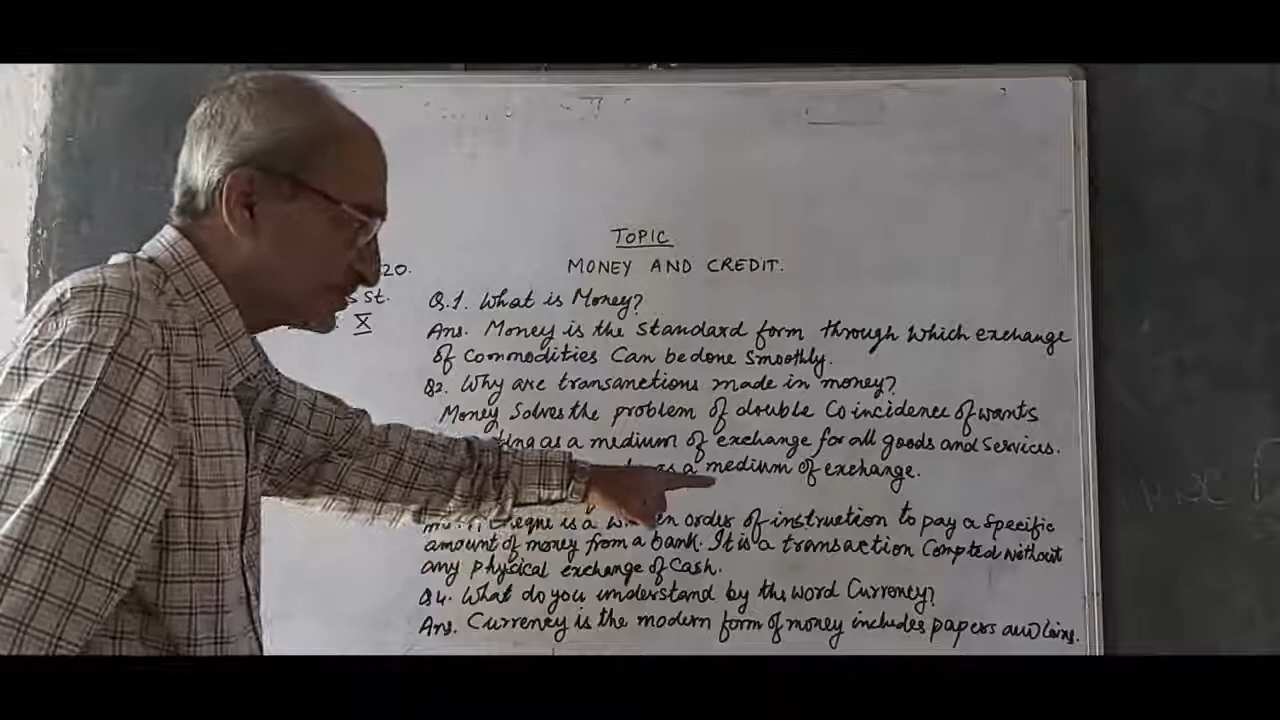 TOPIC
MONEY AND CREDIT.
20.
st.
X
Q.1. What is Money?
Ans. Money is the standard form through which exchange
of commodities Can be done smoothly.
Q2. Why are transanctions made in money?
Money Solves the problem of double Coincidence of wants
as a medium of exchange for all goods and services.
as a medium of exchange.
is a order of instruction to pay a specific
amount of money from a bank. It is a transaction Compted without
any physical exchange of Cash.
Q4. What do you understand by the word Currency?
Ans. Currency is the modern form of money includes papers and Coins.